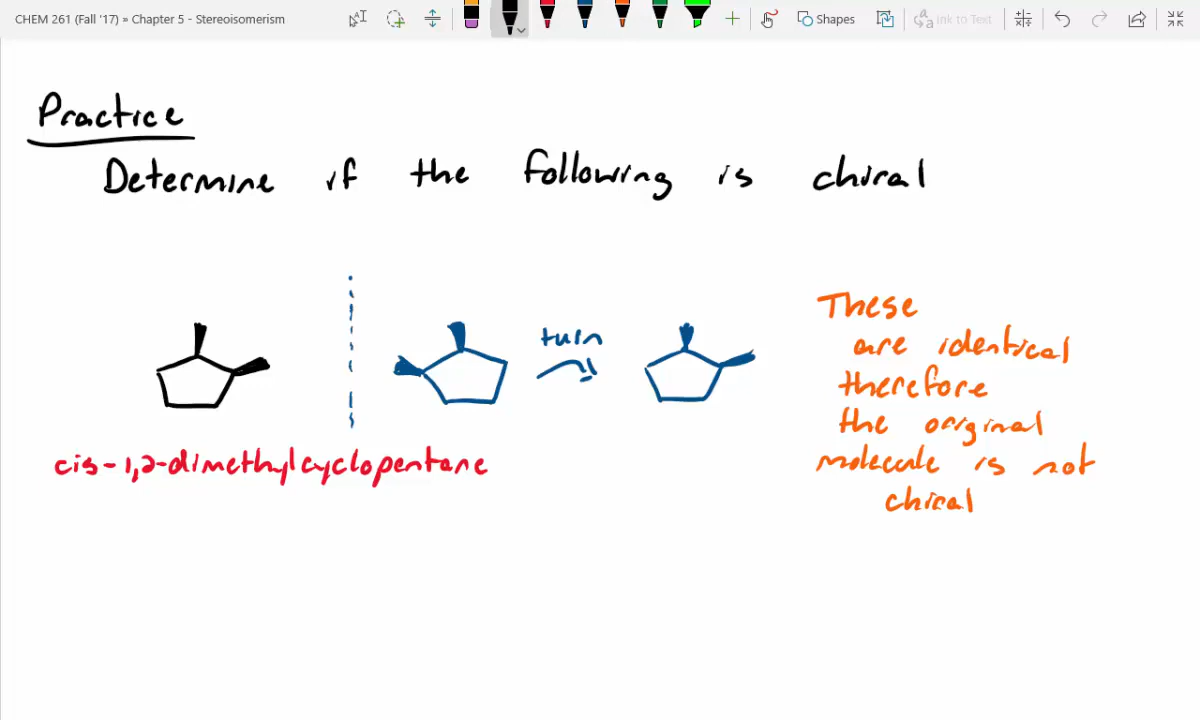 CHEM 261 (Fall '17) » Chapter 5 - Stereoisomerism
Shapes
Ink to Text
Practice
Determine if the following is chiral
turn
cis-1,2-dimethylcyclopentane
These
are identical
therefore
the original
molecule is not
chiral